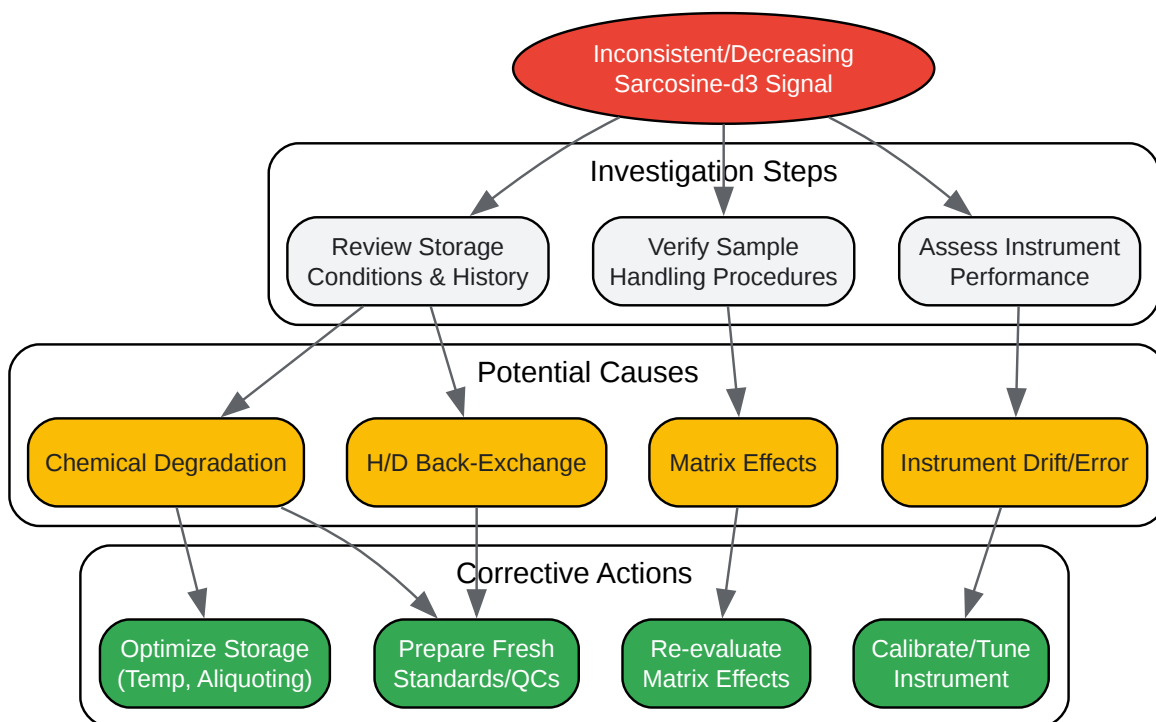 Inconsistent/Decreasing
Sarcosine-d3 Signal
Investigation Steps
Review Storage
Conditions & History
Verify Sample
Handling Procedures
Assess Instrument
Performance
Potential Causes
Chemical Degradation
H/D Back-Exchange
Matrix Effects
Instrument Drift/Error
Corrective Actions
Optimize Storage
(Temp, Aliquoting)
Prepare Fresh
Standards/QCs
Re-evaluate
Matrix Effects
Calibrate/Tune
Instrument